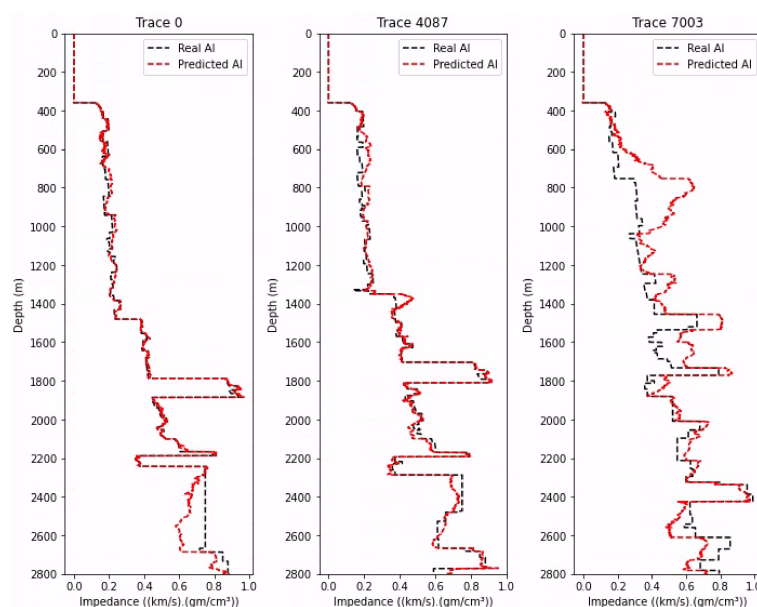 Trace 0
Trace 4087
Trace 7003
Real AI
Predicted AI
Real AI
Predicted AI
Real AI
Predicted AI
Depth (m)
0
200
400
600
800
1000
1200
1400
1600
1800
2000
2200
2400
2600
2800
Depth (m)
0
200
400
600
800
1000
1200
1400
1600
1800
2000
2200
2400
2600
2800
Depth (m)
0
200
400
600
800
1000
1200
1400
1600
1800
2000
2200
2400
2600
2800
0.0 0.2 0.4 0.6 0.8 1.0
0.0 0.2 0.4 0.6 0.8 1.0
0.0 0.2 0.4 0.6 0.8 1.0
Impedance ((km/s).(gm/cm³))
Impedance ((km/s).(gm/cm³))
Impedance ((km/s).(gm/cm³))